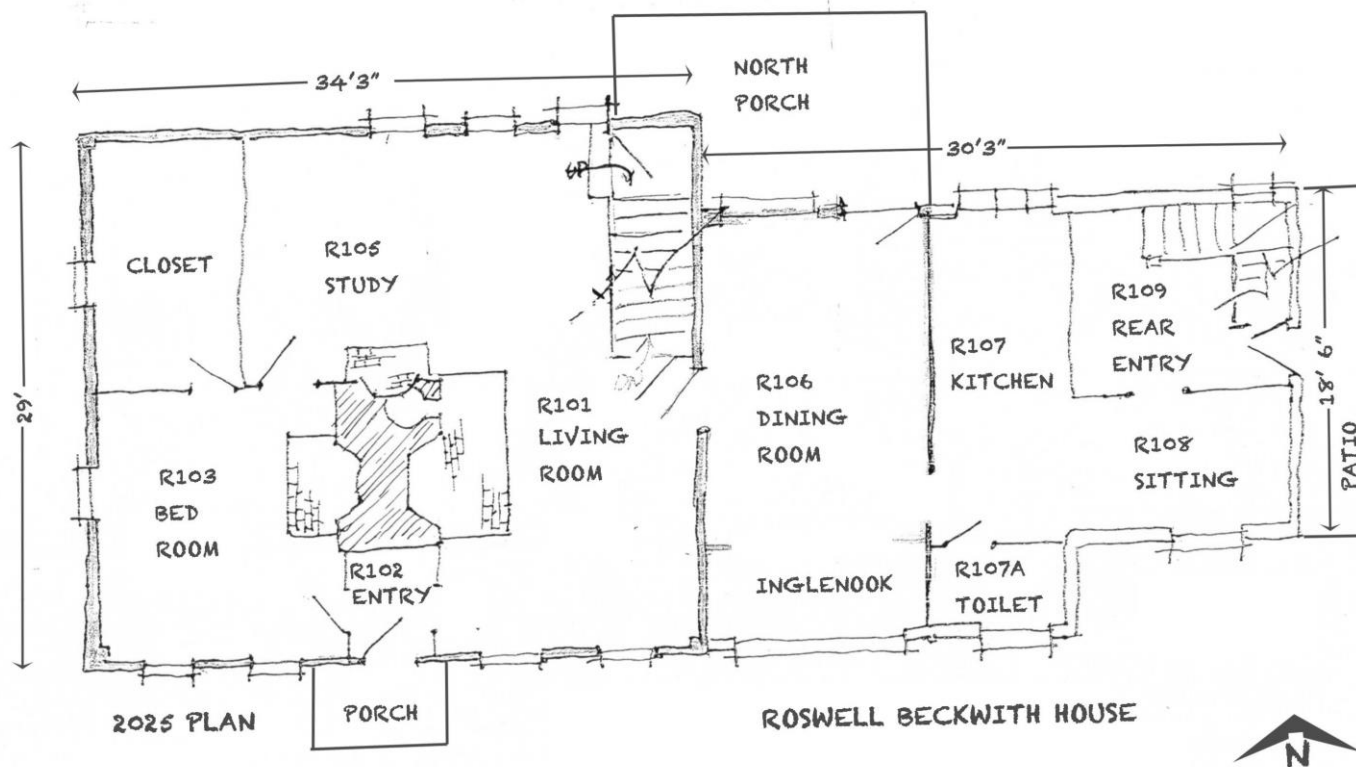 34'3"
NORTH
PORCH
30'3"
UP
CLOSET
R105
STUDY
R109
REAR
ENTRY
R107
KITCHEN
29'
18' 6"
R101
LIVING
ROOM
R106
DINING
ROOM
R103
BED
ROOM
R108
SITTING
PATIO
R102
ENTRY
INGLENOOK
R107A
TOILET
2025 PLAN
PORCH
ROSWELL BECKWITH HOUSE
N